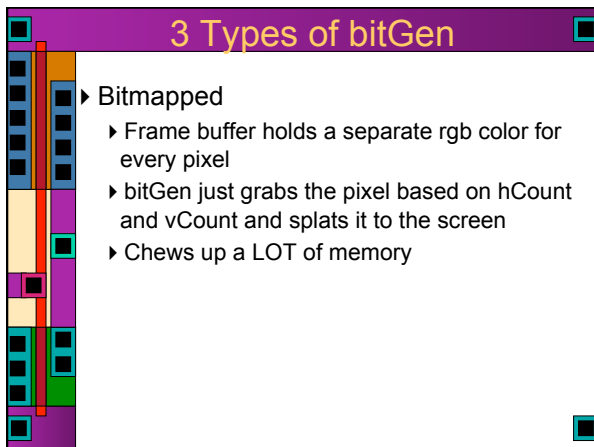 3 Types of bitGen
Bitmapped
Frame buffer holds a separate rgb color for
every pixel
bitGen just grabs the pixel based on hCount
and vCount and splats it to the screen
Chews up a LOT of memory